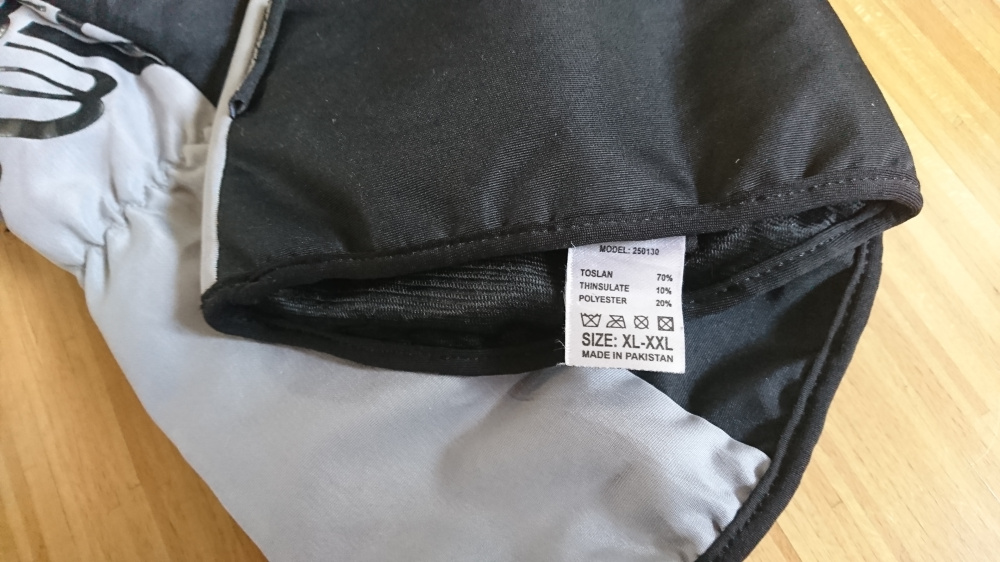 MODEL: 250130
TOSLAN 70%
THINSULATE 10%
POLYESTER 20%
SIZE: XL-XXL
MADE IN PAKISTAN